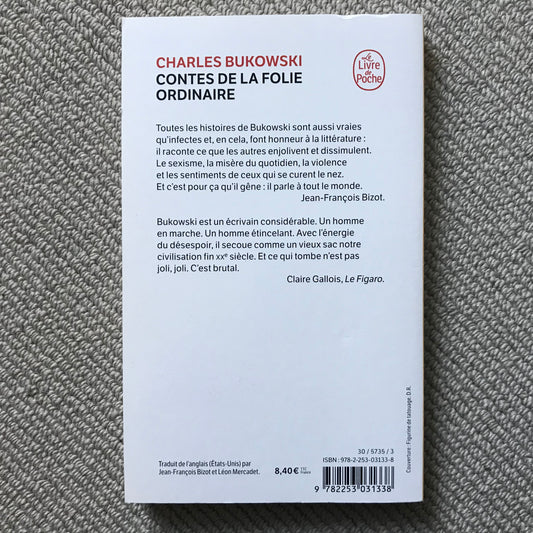 CHARLES BUKOWSKI
CONTES DE LA FOLIE
ORDINAIRE
Le
Livre
de
Poche
Toutes les histoires de Bukowski sont aussi vraies
qu'infectes et, en cela, font honneur à la littérature :
il raconte ce que les autres enjolivent et dissimulent.
Le sexisme, la misère du quotidien, la violence
et les sentiments de ceux qui se curent le nez.
Et c'est pour ça qu'il gêne : il parle à tout le monde.
Jean-François Bizot.
Bukowski est un écrivain considérable. Un homme
en marche. Un homme étincelant. Avec l'énergie
du désespoir, il secoue comme un vieux sac notre
civilisation fin XXe siècle. Et ce qui tombe n'est pas
joli, joli. C'est brutal.
Claire Gallois, Le Figaro.
Couverture : Figurine de tatouage. D.R.
Traduit de l'anglais (États-Unis) par
Jean-François Bizot et Léon Mercadet.
8,40 € TTC
France
30 / 5735 / 3
ISBN : 978-2-253-03133-8
9 782253 031338